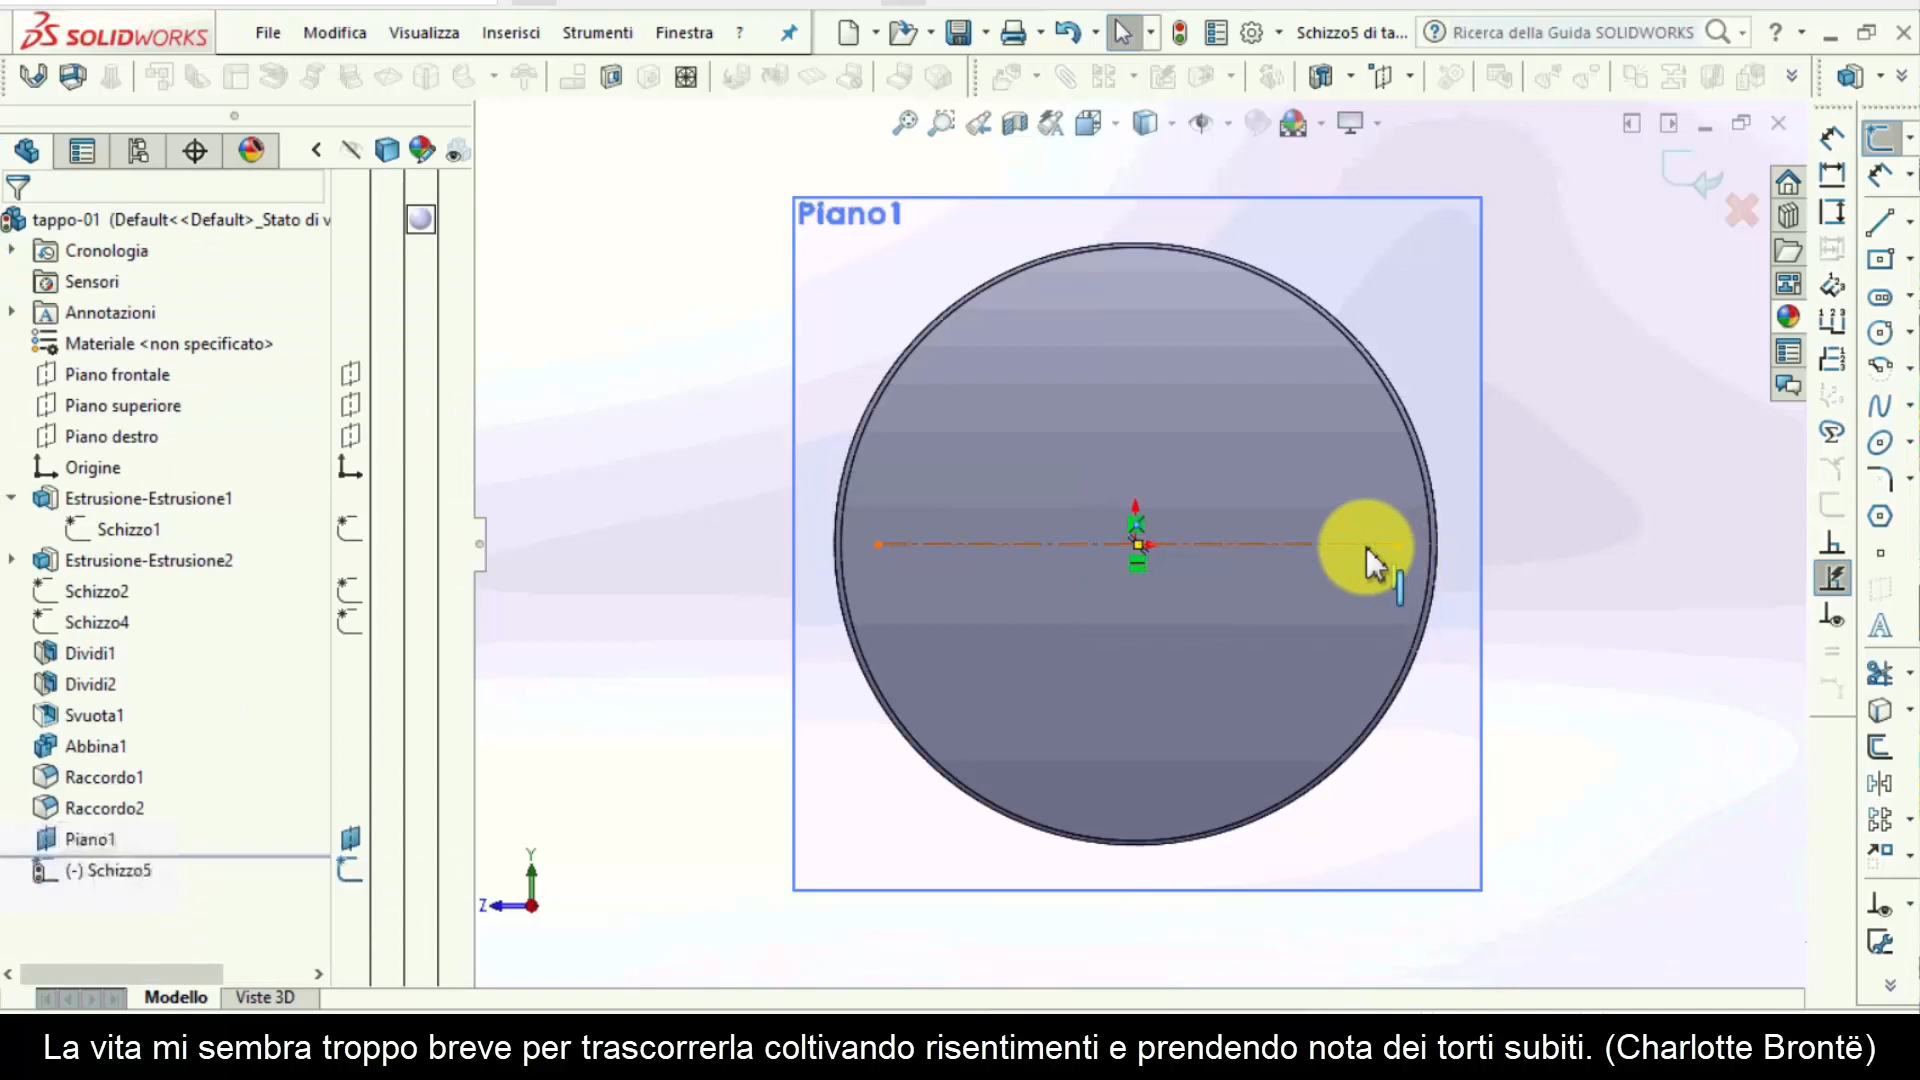 SOLIDWORKS
File Modifica Visualizza Inserisci Strumenti Finestra ?
Schizzo5 di ta...
Ricerca della Guida SOLIDWORKS
?
tappo-01 (Default<<Default>_Stato di v
Cronologia
Sensori
Annotazioni
Materiale <non specificato>
Piano frontale
Piano superiore
Piano destro
Origine
Estrusione-Estrusione1
Schizzo1
Estrusione-Estrusione2
Schizzo2
Schizzo4
Dividi1
Dividi2
Svuota1
Abbina1
Raccordo1
Raccordo2
Piano1
(-) Schizzo5
Piano1
Y
Z
Modello
Viste 3D
La vita mi sembra troppo breve per trascorrerla coltivando risentimenti e prendendo nota dei torti subiti. (Charlotte Brontë)